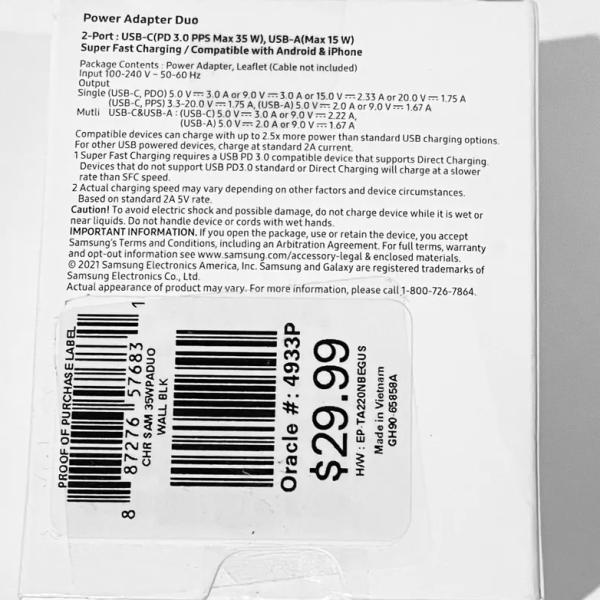 Power Adapter Duo
2-Port : USB-C(PD 3.0 PPS Max 35 W), USB-A(Max 15 W)
Super Fast Charging / Compatible with Android & iPhone
Package Contents : Power Adapter, Leaflet (Cable not included)
Input 100-240 V ~ 50-60 Hz
Output
Single (USB-C, PDO) 5.0 V ⎓ 3.0 A or 9.0 V ⎓ 3.0 A or 15.0 V ⎓ 2.33 A or 20.0 V ⎓ 1.75 A
(USB-C, PPS) 3.3-20.0 V ⎓ 1.75 A, (USB-A) 5.0 V ⎓ 2.0 A or 9.0 V ⎓ 1.67 A
Mutli USB-C&USB-A : (USB-C) 5.0 V ⎓ 3.0 A or 9.0 V ⎓ 2.22 A,
(USB-A) 5.0 V ⎓ 2.0 A or 9.0 V ⎓ 1.67 A
Compatible devices can charge with up to 2.5x more power than standard USB charging options.
For other USB powered devices, charge at standard 2A current.
1 Super Fast Charging requires a USB PD 3.0 compatible device that supports Direct Charging.
Devices that do not support USB PD3.0 standard or Direct Charging will charge at a slower
rate than SFC speed.
2 Actual charging speed may vary depending on other factors and device circumstances.
Based on standard 2A 5V rate.
Caution! To avoid electric shock and possible damage, do not charge device while it is wet or
near liquids. Do not handle device or cords with wet hands.
IMPORTANT INFORMATION. If you open the package, use or retain the device, you accept
Samsung's Terms and Conditions, including an Arbitration Agreement. For full terms, warranty
and opt-out information see www.samsung.com/accessory-legal & enclosed materials.
© 2021 Samsung Electronics America, Inc. Samsung and Galaxy are registered trademarks of
Samsung Electronics Co., Ltd.
Actual appearance of product may vary. For more information, please call 1-800-726-7864.
PROOF OF PURCHASE LABEL
8 87276 57683 1
CHR SAM 35WPADUO
WALL BLK
Oracle #: 4933P
$29.99
H/W : EP-TA220NBEGUS
Made in Vietnam
GH90-65858A